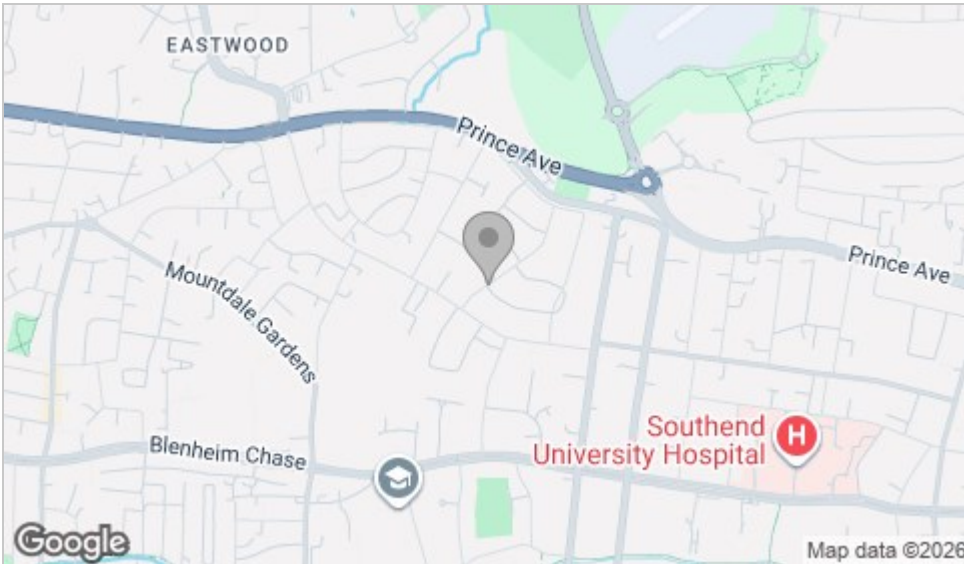 EASTWOOD
Prince Ave
Prince Ave
Mountdale Gardens
Southend
University Hospital
H
Blenheim Chase
Google
Map data ©2026